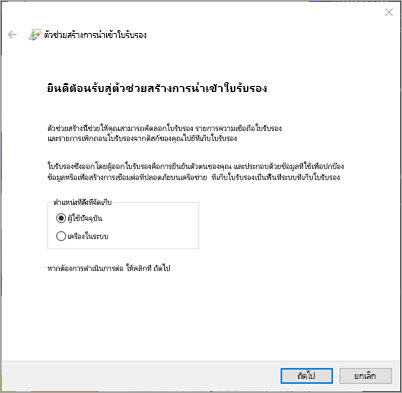 ตัวช่วยสร้างการนำเข้าใบรับรอง
ยินดีต้อนรับสู่ตัวช่วยสร้างการนำเข้าใบรับรอง
ตัวช่วยสร้างนี้ช่วยให้คุณสามารถคัดลอกใบรับรอง รายการความเชื่อถือใบรับรอง
และรายการเพิกถอนใบรับรองจากดิสก์ของคุณไปยังที่เก็บใบรับรอง
ใบรับรองซึ่งออกโดยผู้ออกใบรับรองคือการยืนยันตัวตนของคุณ และประกอบด้วยข้อมูลที่ใช้เพื่อปกป้อง
ข้อมูลหรือเพื่อสร้างการเชื่อมต่อที่ปลอดภัยบนเครือข่าย ที่เก็บใบรับรองเป็นพื้นที่ระบบที่เก็บใบรับรอง
ตำแหน่งที่ตั้งที่จัดเก็บ
ผู้ใช้ปัจจุบัน
เครื่องในระบบ
หากต้องการดำเนินการต่อ ให้คลิกที่ ถัดไป
ถัดไป
ยกเลิก